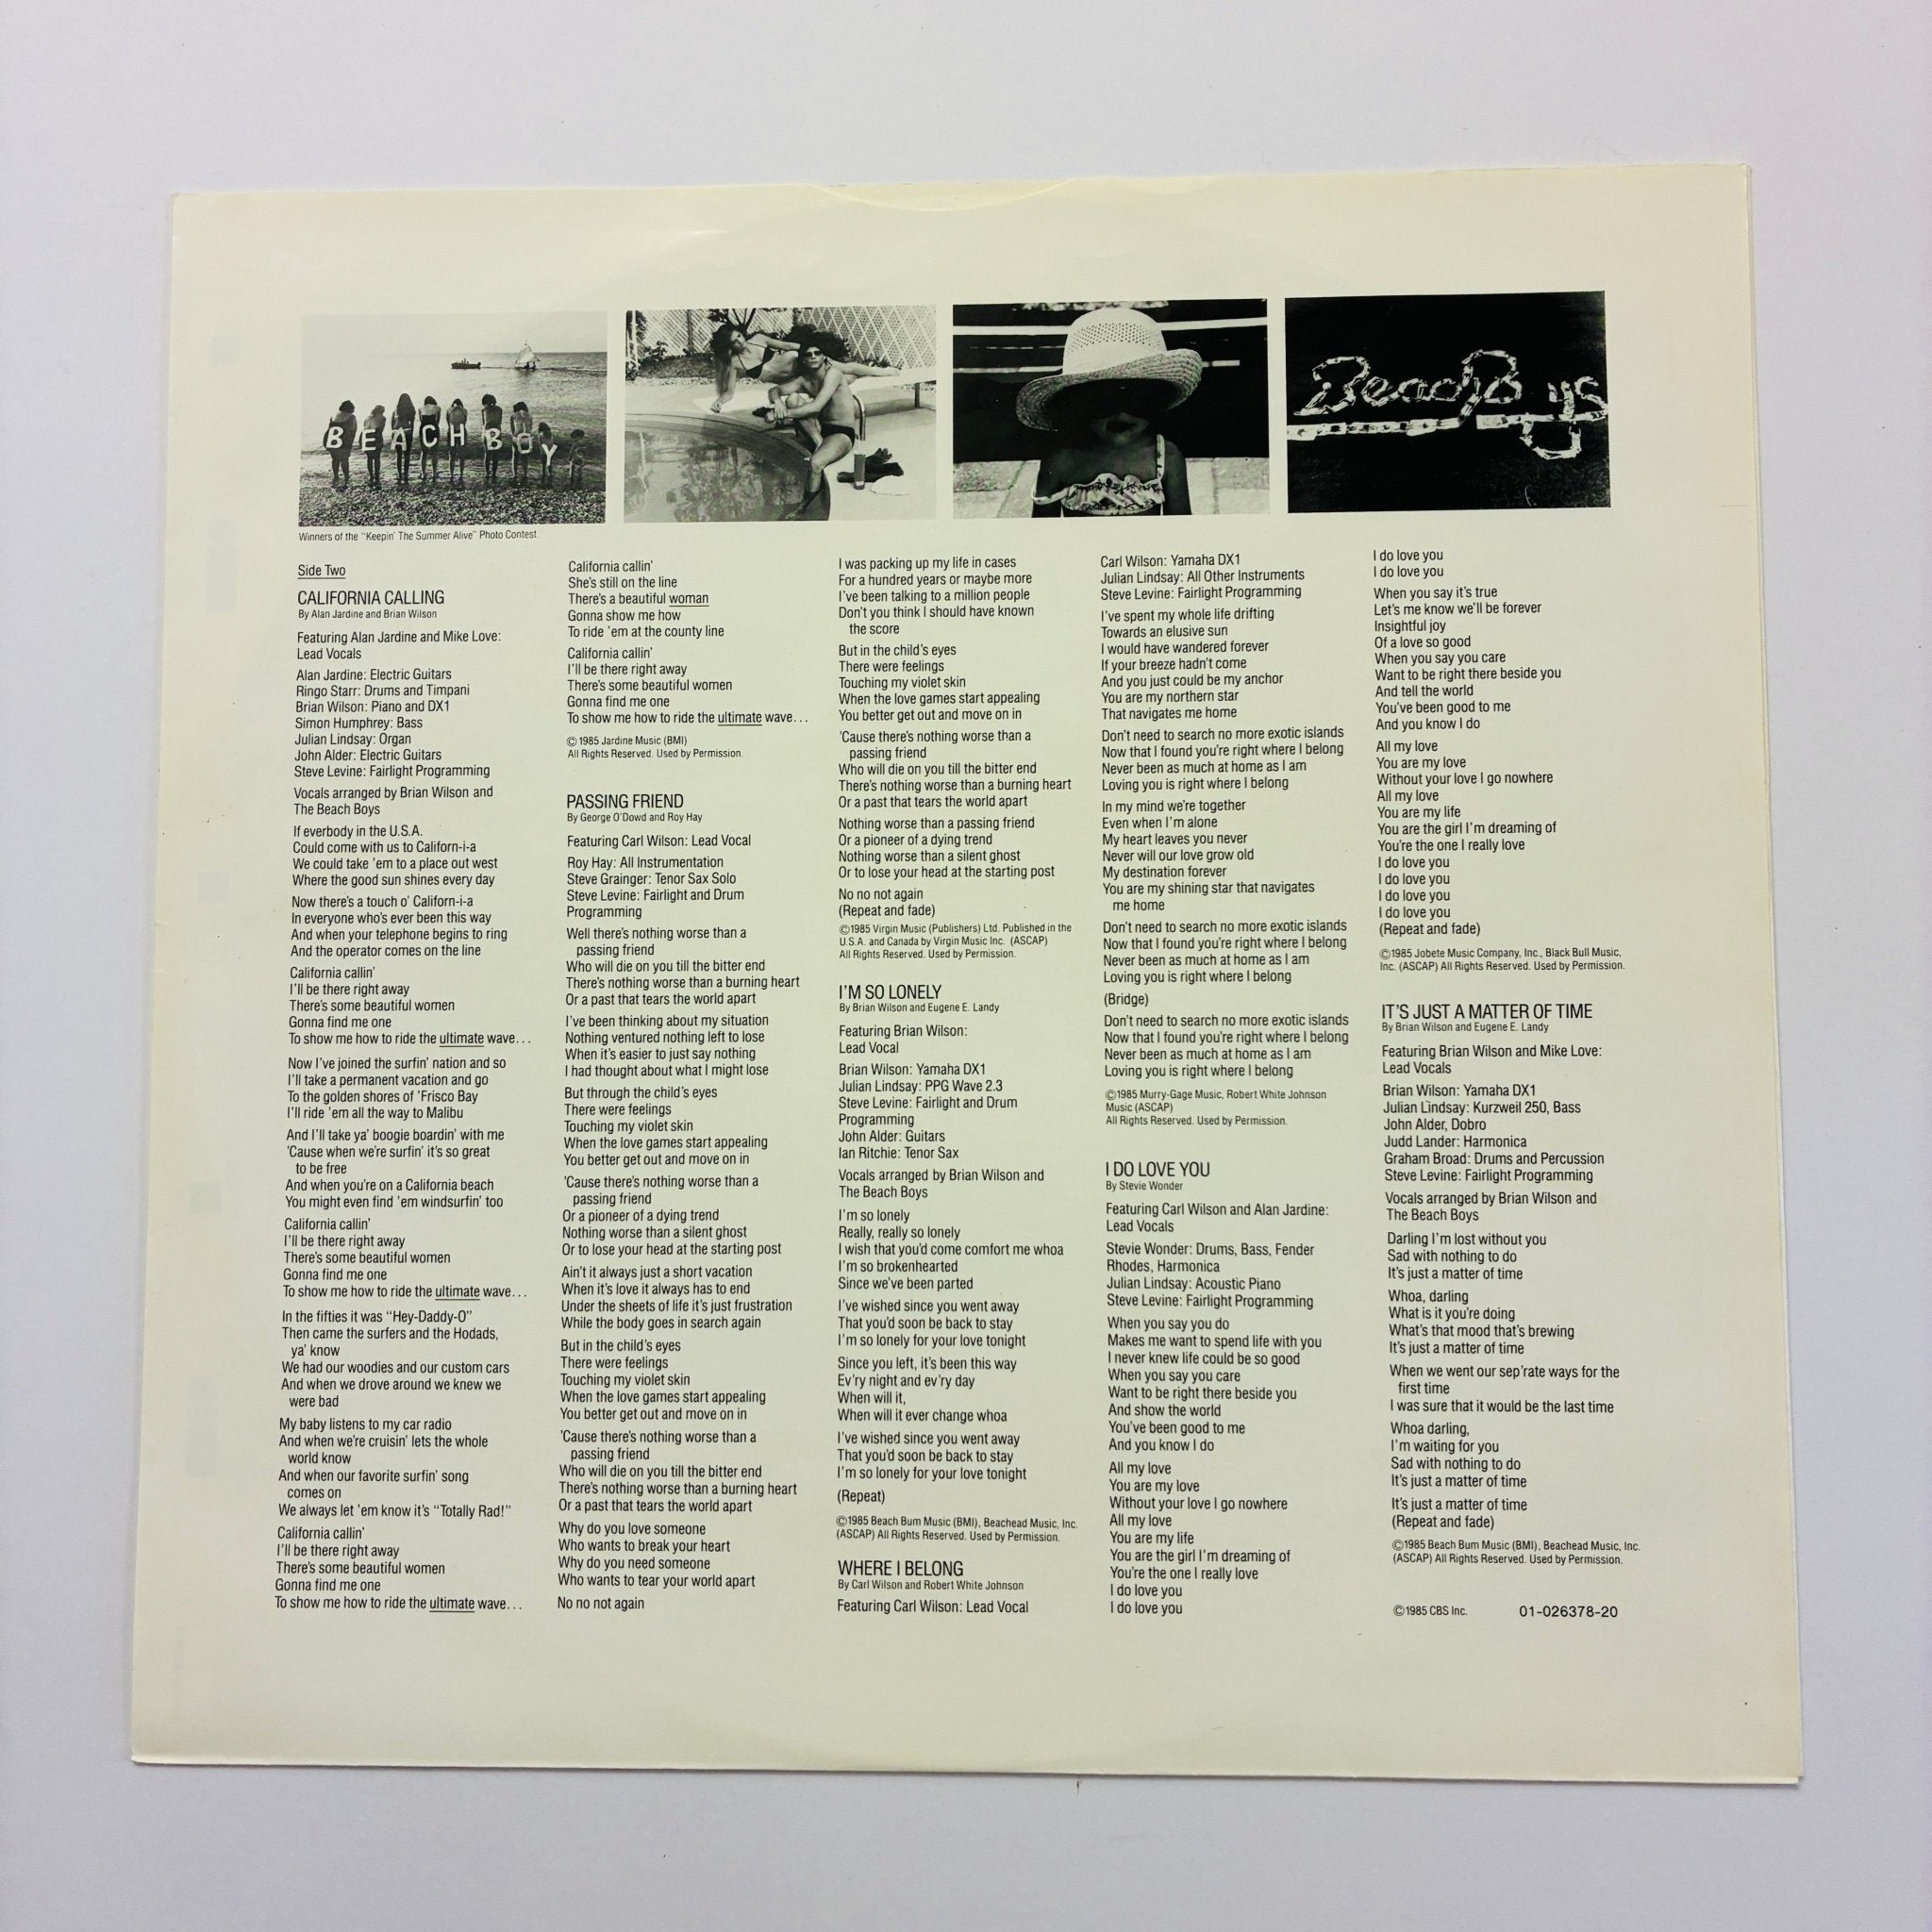 BEACH BOY
Beach Boys
Winners of the "Keepin' The Summer Alive" Photo Contest.
Side Two
CALIFORNIA CALLING
By Alan Jardine and Brian Wilson
Featuring Alan Jardine and Mike Love:
Lead Vocals
Alan Jardine: Electric Guitars
Ringo Starr: Drums and Timpani
Brian Wilson: Piano and DX1
Simon Humphrey: Bass
Julian Lindsay: Organ
John Alder: Electric Guitars
Steve Levine: Fairlight Programming
Vocals arranged by Brian Wilson and
The Beach Boys
If everbody in the U.S.A.
Could come with us to Californ-i-a
We could take 'em to a place out west
Where the good sun shines every day
Now there's a touch o' Californ-i-a
In everyone who's ever been this way
And when your telephone begins to ring
And the operator comes on the line
California callin'
I'll be there right away
There's some beautiful women
Gonna find me one
To show me how to ride the ultimate wave...
Now I've joined the surfin' nation and so
I'll take a permanent vacation and go
To the golden shores of 'Frisco Bay
I'll ride 'em all the way to Malibu
And I'll take ya' boogie boardin' with me
'Cause when we're surfin' it's so great
to be free
And when you're on a California beach
You might even find 'em windsurfin' too
California callin'
I'll be there right away
There's some beautiful women
Gonna find me one
To show me how to ride the ultimate wave...
In the fifties it was "Hey-Daddy-O"
Then came the surfers and the Hodads,
ya' know
We had our woodies and our custom cars
And when we drove around we knew we
were bad
My baby listens to my car radio
And when we're cruisin' lets the whole
world know
And when our favorite surfin' song
comes on
We always let 'em know it's "Totally Rad!"
California callin'
I'll be there right away
There's some beautiful women
Gonna find me one
To show me how to ride the ultimate wave...
California callin'
She's still on the line
There's a beautiful woman
Gonna show me how
To ride 'em at the county line
California callin'
I'll be there right away
There's some beautiful women
Gonna find me one
To show me how to ride the ultimate wave...
© 1985 Jardine Music (BMI)
All Rights Reserved. Used by Permission.
PASSING FRIEND
By George O'Dowd and Roy Hay
Featuring Carl Wilson: Lead Vocal
Roy Hay: All Instrumentation
Steve Grainger: Tenor Sax Solo
Steve Levine: Fairlight and Drum
Programming
Well there's nothing worse than a
passing friend
Who will die on you till the bitter end
There's nothing worse than a burning heart
Or a past that tears the world apart
I've been thinking about my situation
Nothing ventured nothing left to lose
When it's easier to just say nothing
I had thought about what I might lose
But through the child's eyes
There were feelings
Touching my violet skin
When the love games start appealing
You better get out and move on in
'Cause there's nothing worse than a
passing friend
Or a pioneer of a dying trend
Nothing worse than a silent ghost
Or to lose your head at the starting post
Ain't it always just a short vacation
When it's love it always has to end
Under the sheets of life it's just frustration
While the body goes in search again
But in the child's eyes
There were feelings
Touching my violet skin
When the love games start appealing
You better get out and move on in
'Cause there's nothing worse than a
passing friend
Who will die on you till the bitter end
There's nothing worse than a burning heart
Or a past that tears the world apart
Why do you love someone
Who wants to break your heart
Why do you need someone
Who wants to tear your world apart
No no not again
I was packing up my life in cases
For a hundred years or maybe more
I've been talking to a million people
Don't you think I should have known
the score
But in the child's eyes
There were feelings
Touching my violet skin
When the love games start appealing
You better get out and move on in
'Cause there's nothing worse than a
passing friend
Who will die on you till the bitter end
There's nothing worse than a burning heart
Or a past that tears the world apart
Nothing worse than a passing friend
Or a pioneer of a dying trend
Nothing worse than a silent ghost
Or to lose your head at the starting post
No no not again
(Repeat and fade)
©1985 Virgin Music (Publishers) Ltd. Published in the
U.S.A. and Canada by Virgin Music Inc. (ASCAP)
All Rights Reserved. Used by Permission.
I'M SO LONELY
By Brian Wilson and Eugene E. Landy
Featuring Brian Wilson:
Lead Vocal
Brian Wilson: Yamaha DX1
Julian Lindsay: PPG Wave 2.3
Steve Levine: Fairlight and Drum
Programming
John Alder: Guitars
Ian Ritchie: Tenor Sax
Vocals arranged by Brian Wilson and
The Beach Boys
I'm so lonely
Really, really so lonely
I wish that you'd come comfort me whoa
I'm so brokenhearted
Since we've been parted
I've wished since you went away
That you'd soon be back to stay
I'm so lonely for your love tonight
Since you left, it's been this way
Ev'ry night and ev'ry day
When will it,
When will it ever change whoa
I've wished since you went away
That you'd soon be back to stay
I'm so lonely for your love tonight
(Repeat)
©1985 Beach Bum Music (BMI), Beachead Music, Inc.
(ASCAP) All Rights Reserved. Used by Permission.
WHERE I BELONG
By Carl Wilson and Robert White Johnson
Featuring Carl Wilson: Lead Vocal
Carl Wilson: Yamaha DX1
Julian Lindsay: All Other Instruments
Steve Levine: Fairlight Programming
I've spent my whole life drifting
Towards an elusive sun
I would have wandered forever
If your breeze hadn't come
And you just could be my anchor
You are my northern star
That navigates me home
Don't need to search no more exotic islands
Now that I found you're right where I belong
Never been as much at home as I am
Loving you is right where I belong
In my mind we're together
Even when I'm alone
My heart leaves you never
Never will our love grow old
My destination forever
You are my shining star that navigates
me home
Don't need to search no more exotic islands
Now that I found you're right where I belong
Never been as much at home as I am
Loving you is right where I belong
(Bridge)
Don't need to search no more exotic islands
Now that I found you're right where I belong
Never been as much at home as I am
Loving you is right where I belong
©1985 Murry-Gage Music, Robert White Johnson
Music (ASCAP)
All Rights Reserved. Used by Permission.
I DO LOVE YOU
By Stevie Wonder
Featuring Carl Wilson and Alan Jardine:
Lead Vocals
Stevie Wonder: Drums, Bass, Fender
Rhodes, Harmonica
Julian Lindsay: Acoustic Piano
Steve Levine: Fairlight Programming
When you say you do
Makes me want to spend life with you
I never knew life could be so good
When you say you care
Want to be right there beside you
And show the world
You've been good to me
And you know I do
All my love
You are my love
Without your love I go nowhere
All my love
You are my life
You are the girl I'm dreaming of
You're the one I really love
I do love you
I do love you
I do love you
I do love you
When you say it's true
Let's me know we'll be forever
Insightful joy
Of a love so good
When you say you care
Want to be right there beside you
And tell the world
You've been good to me
And you know I do
All my love
You are my love
Without your love I go nowhere
All my love
You are my life
You are the girl I'm dreaming of
You're the one I really love
I do love you
I do love you
I do love you
I do love you
(Repeat and fade)
©1985 Jobete Music Company, Inc., Black Bull Music,
Inc. (ASCAP) All Rights Reserved. Used by Permission.
IT'S JUST A MATTER OF TIME
By Brian Wilson and Eugene E. Landy
Featuring Brian Wilson and Mike Love:
Lead Vocals
Brian Wilson: Yamaha DX1
Julian Lindsay: Kurzweil 250, Bass
John Alder, Dobro
Judd Lander: Harmonica
Graham Broad: Drums and Percussion
Steve Levine: Fairlight Programming
Vocals arranged by Brian Wilson and
The Beach Boys
Darling I'm lost without you
Sad with nothing to do
It's just a matter of time
Whoa, darling
What is it you're doing
What's that mood that's brewing
It's just a matter of time
When we went our sep'rate ways for the
first time
I was sure that it would be the last time
Whoa darling,
I'm waiting for you
Sad with nothing to do
It's just a matter of time
It's just a matter of time
(Repeat and fade)
©1985 Beach Bum Music (BMI), Beachead Music, Inc.
(ASCAP) All Rights Reserved. Used by Permission.
©1985 CBS Inc. 01-026378-20